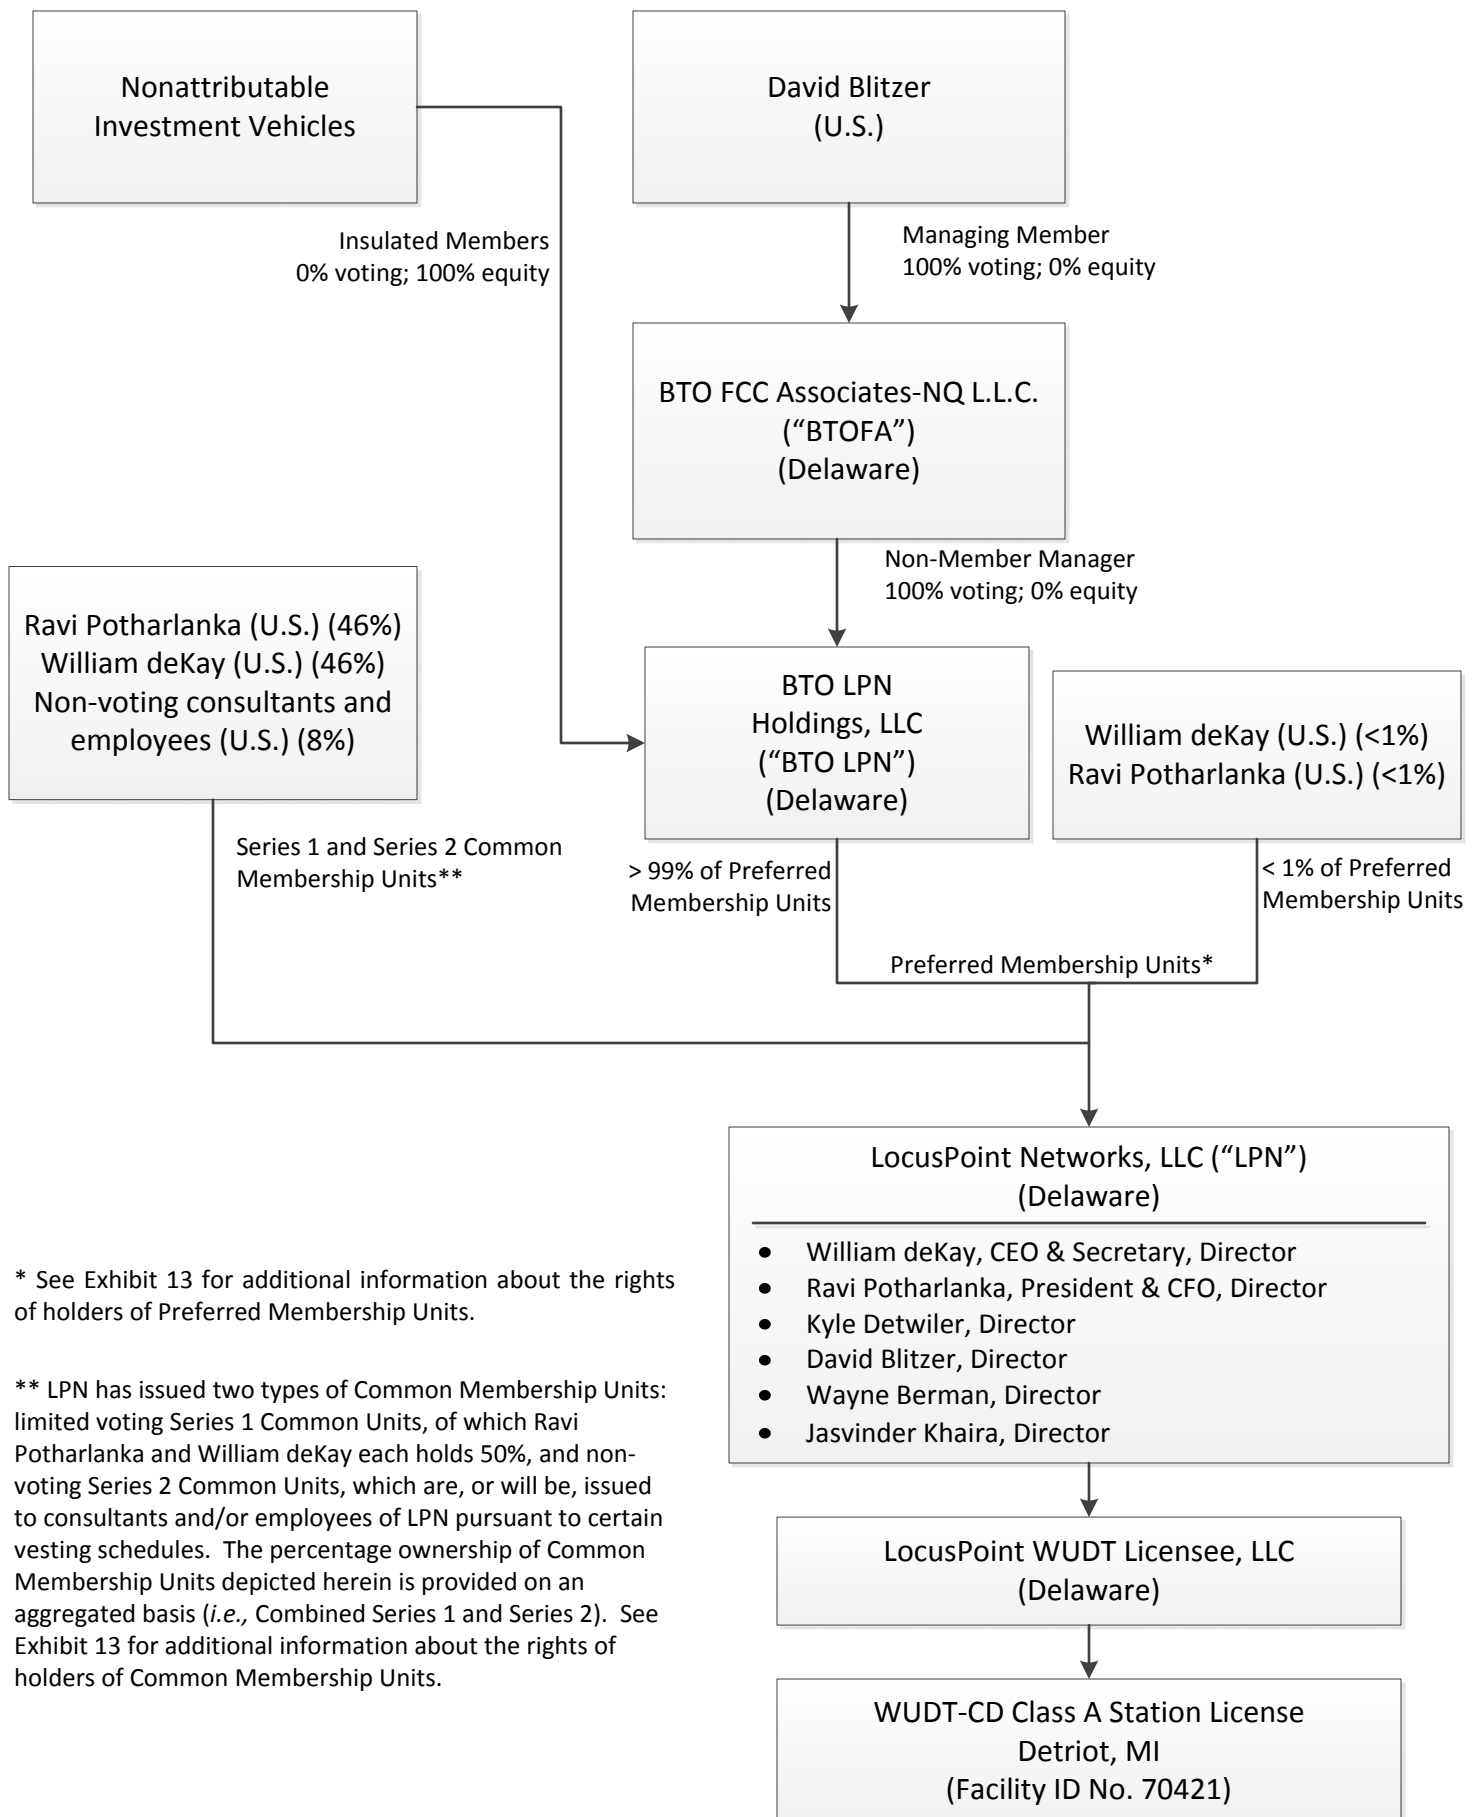 Nonattributable
Investment Vehicles
David Blitzer
(U.S.)
Insulated Members
0% voting; 100% equity
Managing Member
100% voting; 0% equity
BTO FCC Associates-NQ L.L.C.
(“BTOFA”)
(Delaware)
Non-Member Manager
100% voting; 0% equity
Ravi Potharlanka (U.S.) (46%)
William deKay (U.S.) (46%)
Non-voting consultants and
employees (U.S.) (8%)
BTO LPN
Holdings, LLC
(“BTO LPN”)
(Delaware)
William deKay (U.S.) (<1%)
Ravi Potharlanka (U.S.) (<1%)
Series 1 and Series 2 Common
Membership Units**
> 99% of Preferred
Membership Units
< 1% of Preferred
Membership Units
Preferred Membership Units*
LocusPoint Networks, LLC (“LPN”)
(Delaware)
• William deKay, CEO & Secretary, Director
• Ravi Potharlanka, President & CFO, Director
• Kyle Detwiler, Director
• David Blitzer, Director
• Wayne Berman, Director
• Jasvinder Khaira, Director
* See Exhibit 13 for additional information about the rights
of holders of Preferred Membership Units.
** LPN has issued two types of Common Membership Units:
limited voting Series 1 Common Units, of which Ravi
Potharlanka and William deKay each holds 50%, and non-
voting Series 2 Common Units, which are, or will be, issued
to consultants and/or employees of LPN pursuant to certain
vesting schedules.  The percentage ownership of Common
Membership Units depicted herein is provided on an
aggregated basis (i.e., Combined Series 1 and Series 2).  See
Exhibit 13 for additional information about the rights of
holders of Common Membership Units.
LocusPoint WUDT Licensee, LLC
(Delaware)
WUDT-CD Class A Station License
Detriot, MI
(Facility ID No. 70421)